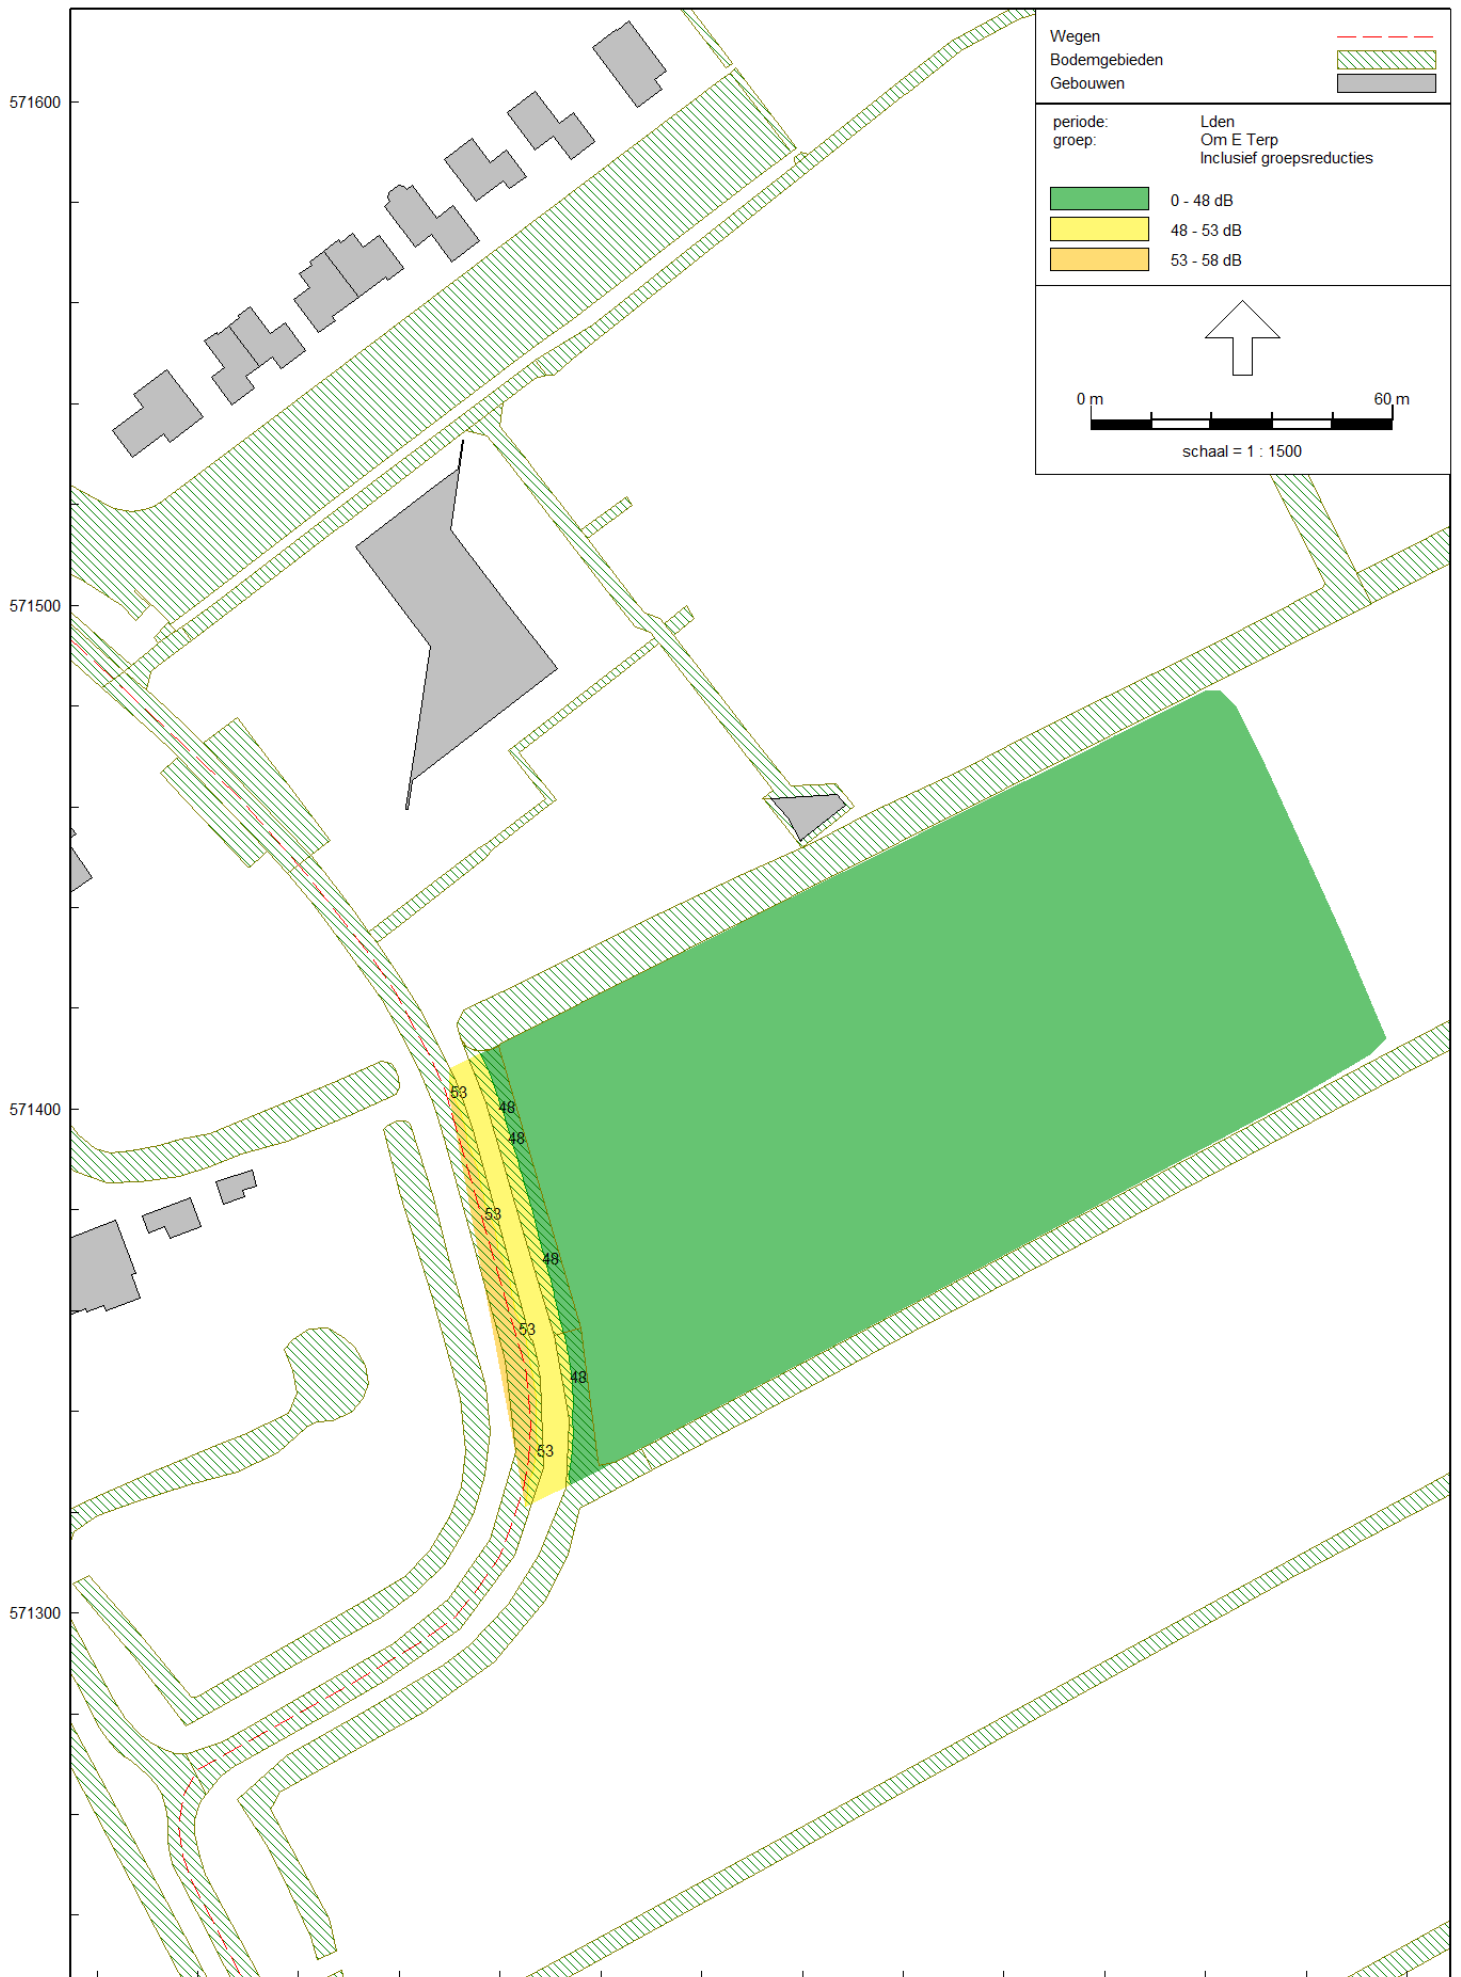 Wegen
Bodemgebieden
Gebouwen
periode: Lden
groep: Om E Terp
Inclusief groepsreducties
0 - 48 dB
48 - 53 dB
53 - 58 dB
0 m 60 m
schaal = 1 : 1500
571600
571500
571400
571300
53
48
48
53
48
53
48
53